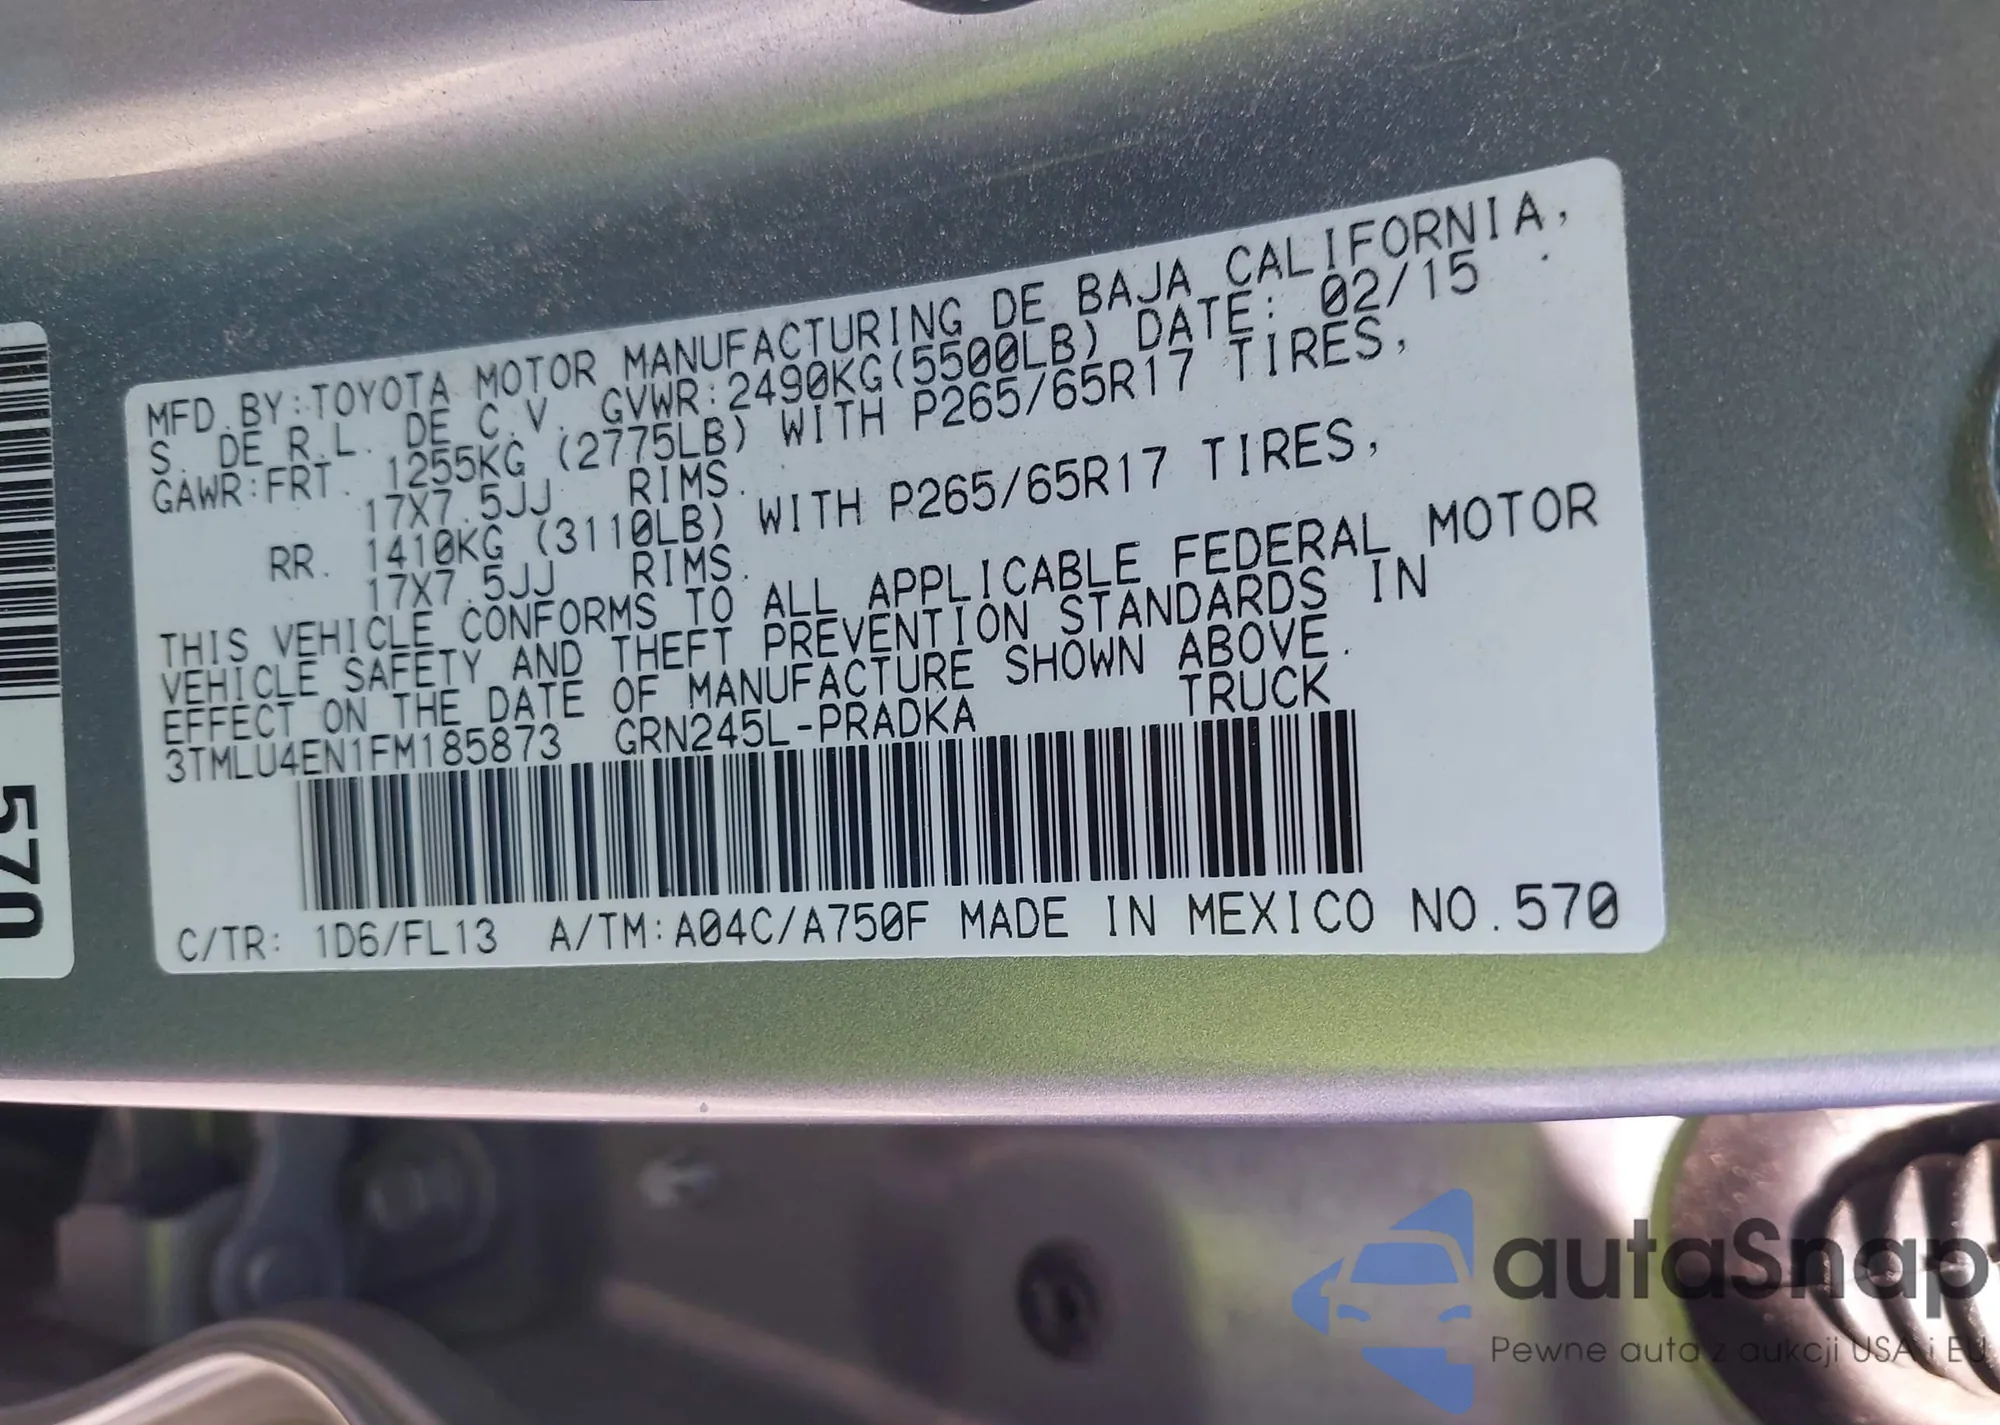 MFD.BY:TOYOTA MOTOR MANUFACTURING DE BAJA CALIFORNIA,
S. DE R.L. DE C.V. GVWR:2490KG(5500LB) DATE: 02/15
GAWR:FRT. 1255KG (2775LB) WITH P265/65R17 TIRES,
17X7.5JJ RIMS.
RR. 1410KG (3110LB) WITH P265/65R17 TIRES,
17X7.5JJ RIMS.
THIS VEHICLE CONFORMS TO ALL APPLICABLE FEDERAL MOTOR
VEHICLE SAFETY AND THEFT PREVENTION STANDARDS IN
EFFECT ON THE DATE OF MANUFACTURE SHOWN ABOVE.
3TMLU4EN1FM185873 GRN245L-PRADKA TRUCK
C/TR: 1D6/FL13 A/TM:A04C/A750F MADE IN MEXICO NO.570
570
autaSnap
Pewne auta z aukcji USA i EU